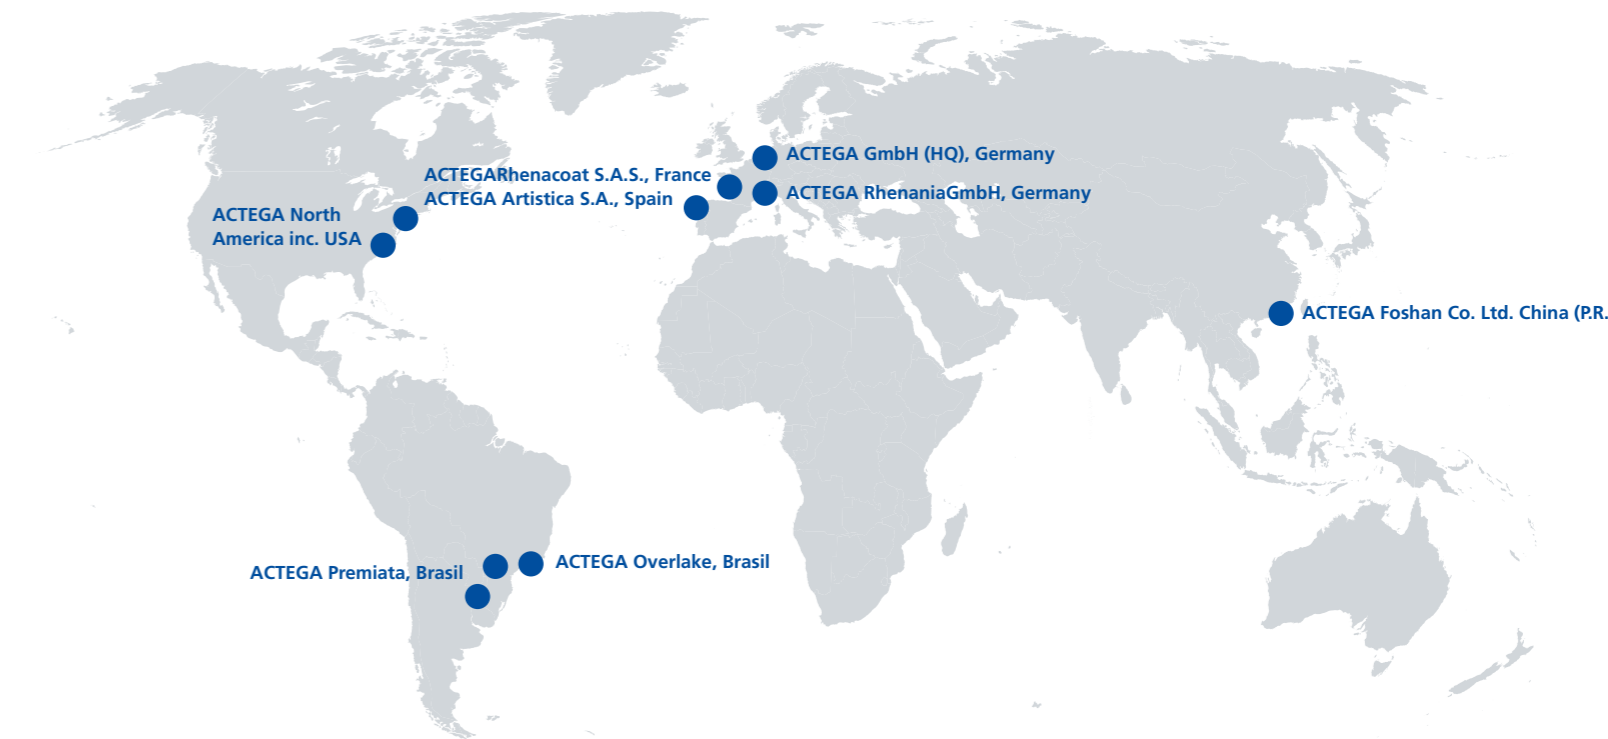 ACTEGA GmbH (HQ), Germany
ACTEGARhenacoat S.A.S., France
ACTEGA RhenaniaGmbH, Germany
ACTEGA Artistica S.A., Spain
ACTEGA North
America inc. USA
ACTEGA Foshan Co. Ltd. China (P.R.
ACTEGA Overlake, Brasil
ACTEGA Premiata, Brasil